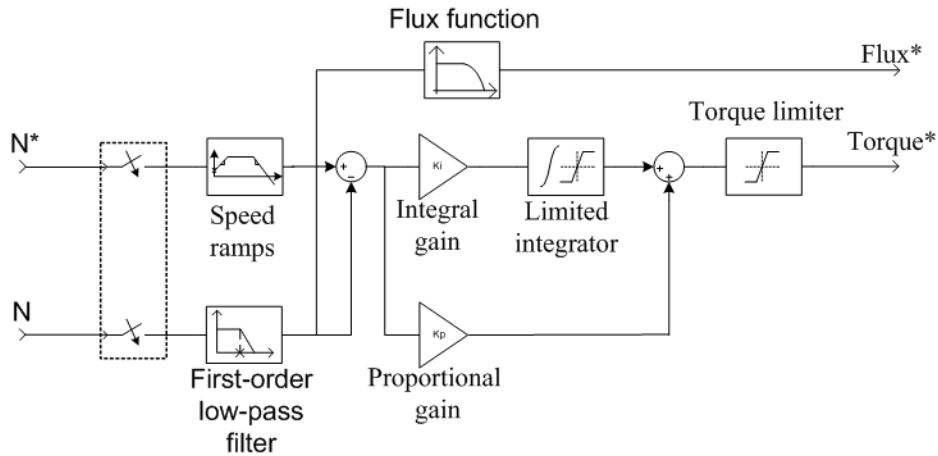 Flux function
Flux*
Torque limiter
N*
Torque*
+
−
Ki
+
+
Speed
ramps
Integral
gain
Limited
integrator
N
Kp
First-order
low-pass
filter
Proportional
gain